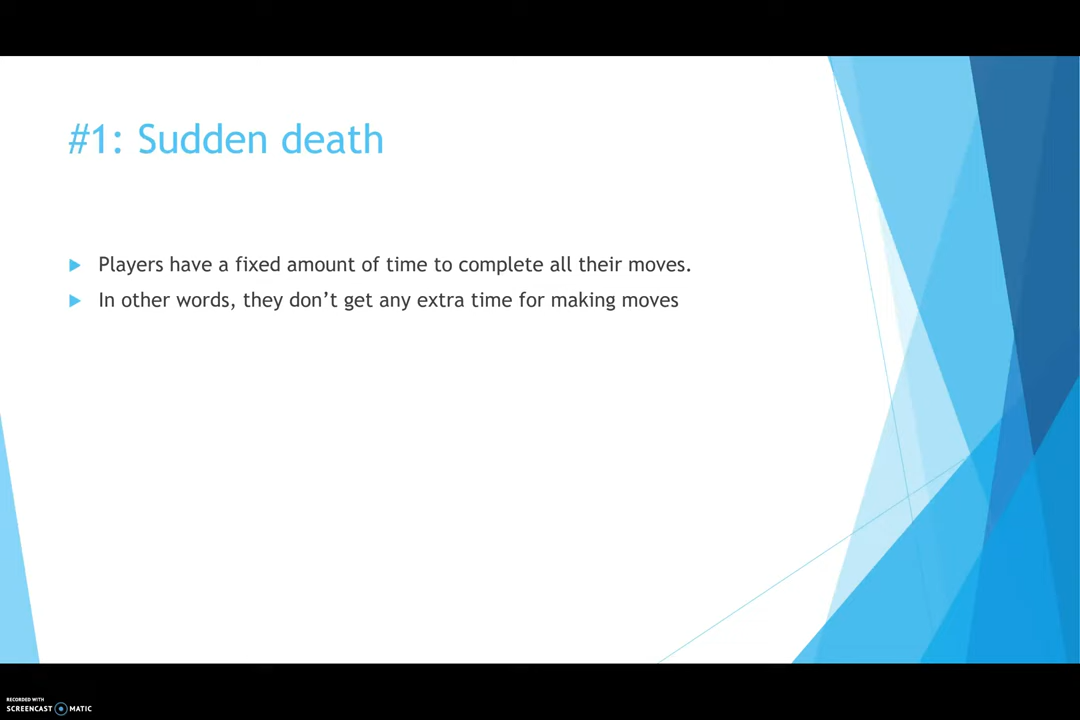 #1: Sudden death
Players have a fixed amount of time to complete all their moves.
In other words, they don’t get any extra time for making moves
RECORDED WITH
SCREENCAST MATIC